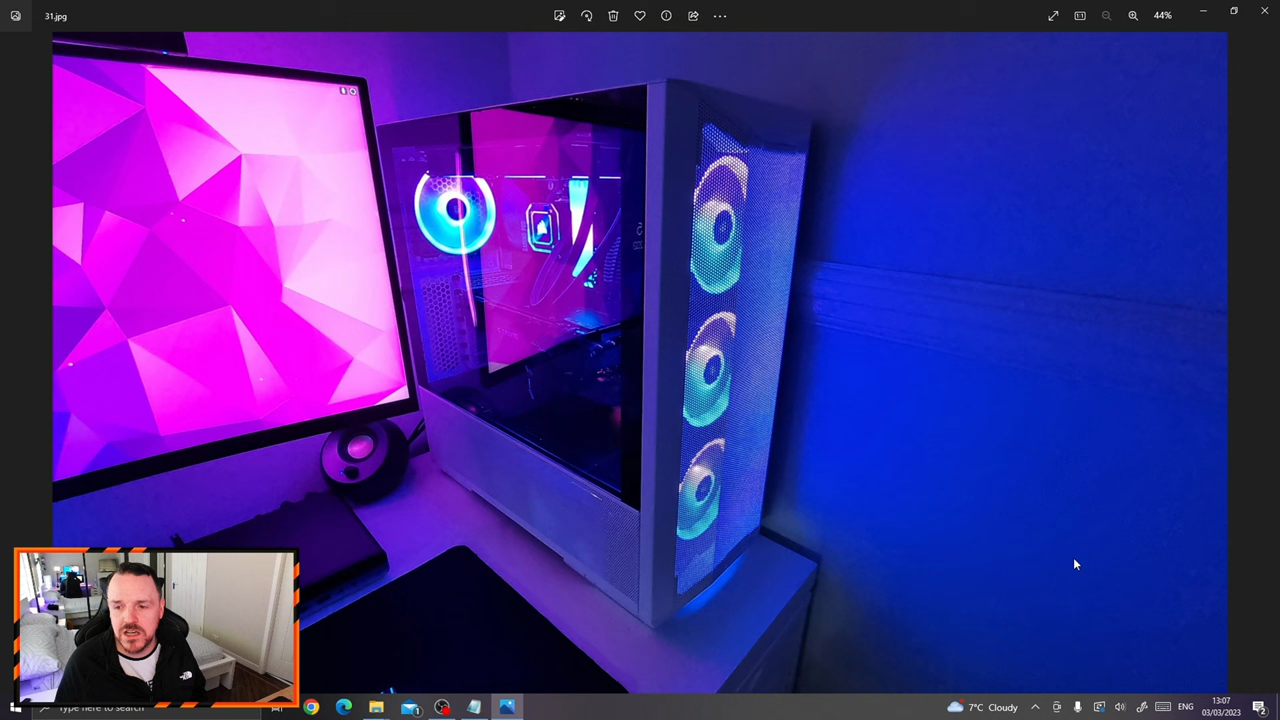 31.jpg
44%
Type here to search
7°C Cloudy
ENG
13:07
03/03/2023